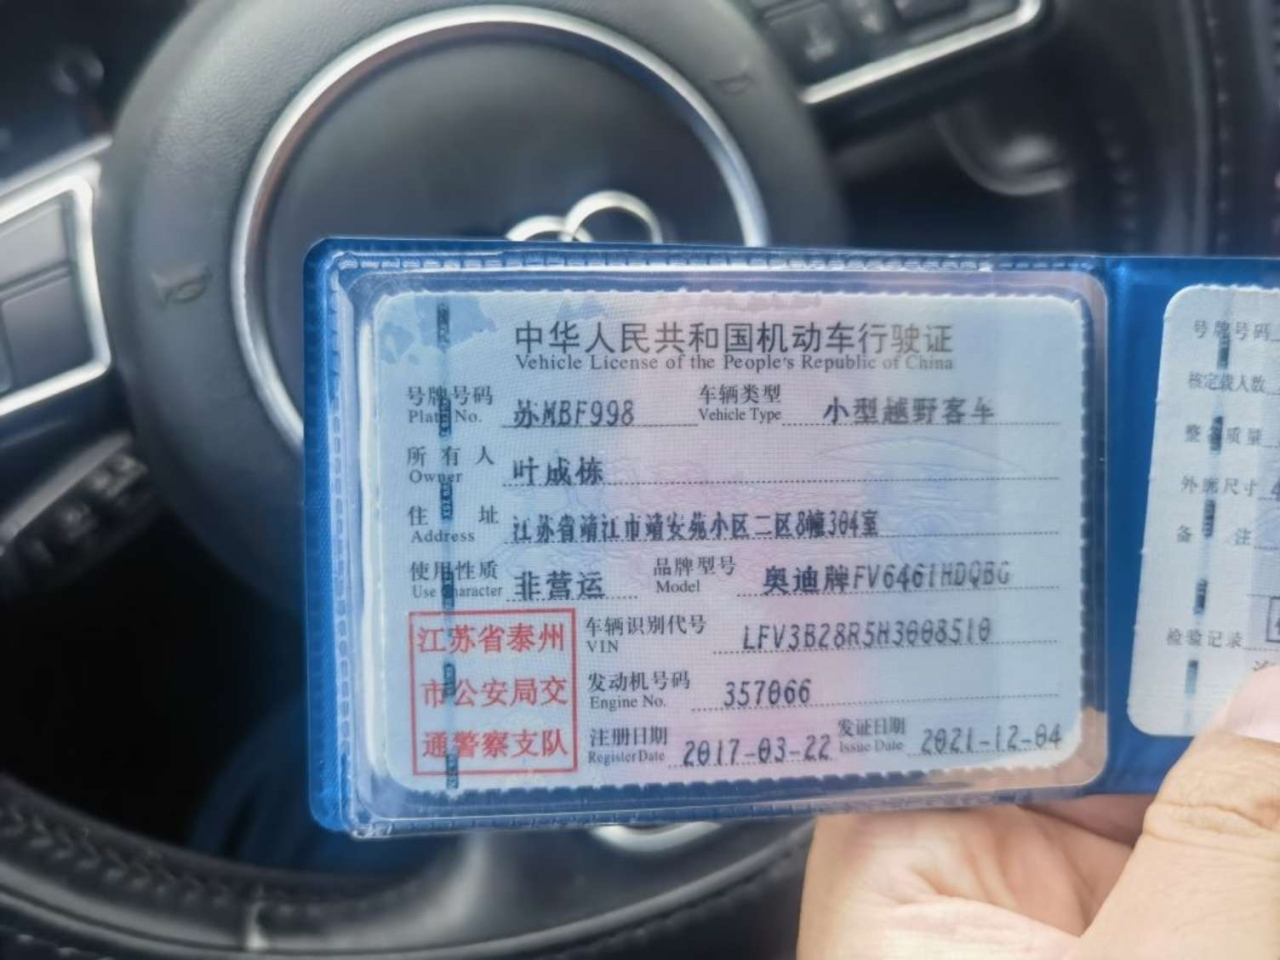 中华人民共和国机动车行驶证
Vehicle License of the People's Republic of China
号牌号码 苏MBF998 车辆类型 小型越野客车
Plate No. Vehicle Type
所有人 叶成栋
Owner
住址 江苏省靖江市靖安苑小区二区8幢304室
Address
使用性质 非营运 品牌型号 奥迪牌FV6461HDQBG
Use Character Model
江苏省泰州
市公安局交
通警察支队
车辆识别代号 LFV3B28R5H3008510
VIN
发动机号码 357066
Engine No.
注册日期 2017-03-22 发证日期 2021-12-04
Register Date Issue Date
号牌号码
核定载人数
整备质量
外廓尺寸
备注
检验记录